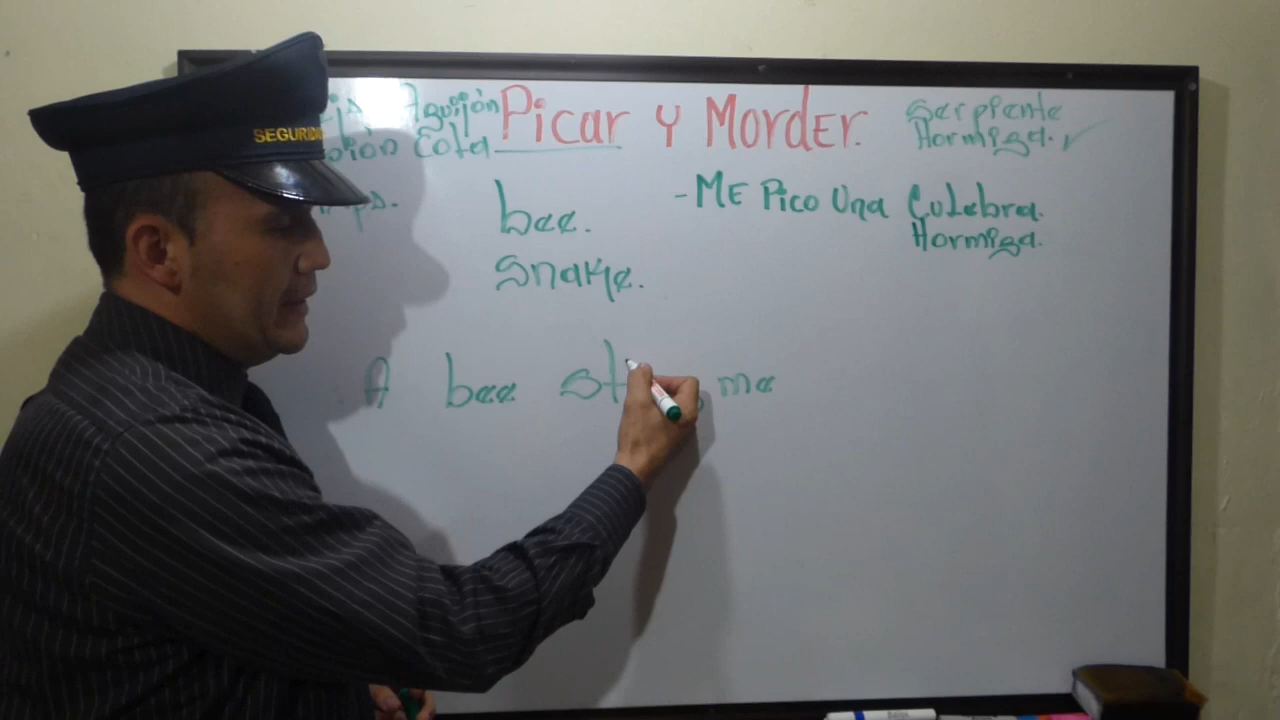 SEGURIDAD
Aguijón Picar y Morder. Serpiente
Cola Hormiga. ✓
bee. - Me Pico Una Culebra.
Hormiga.
Snake.
A bee me